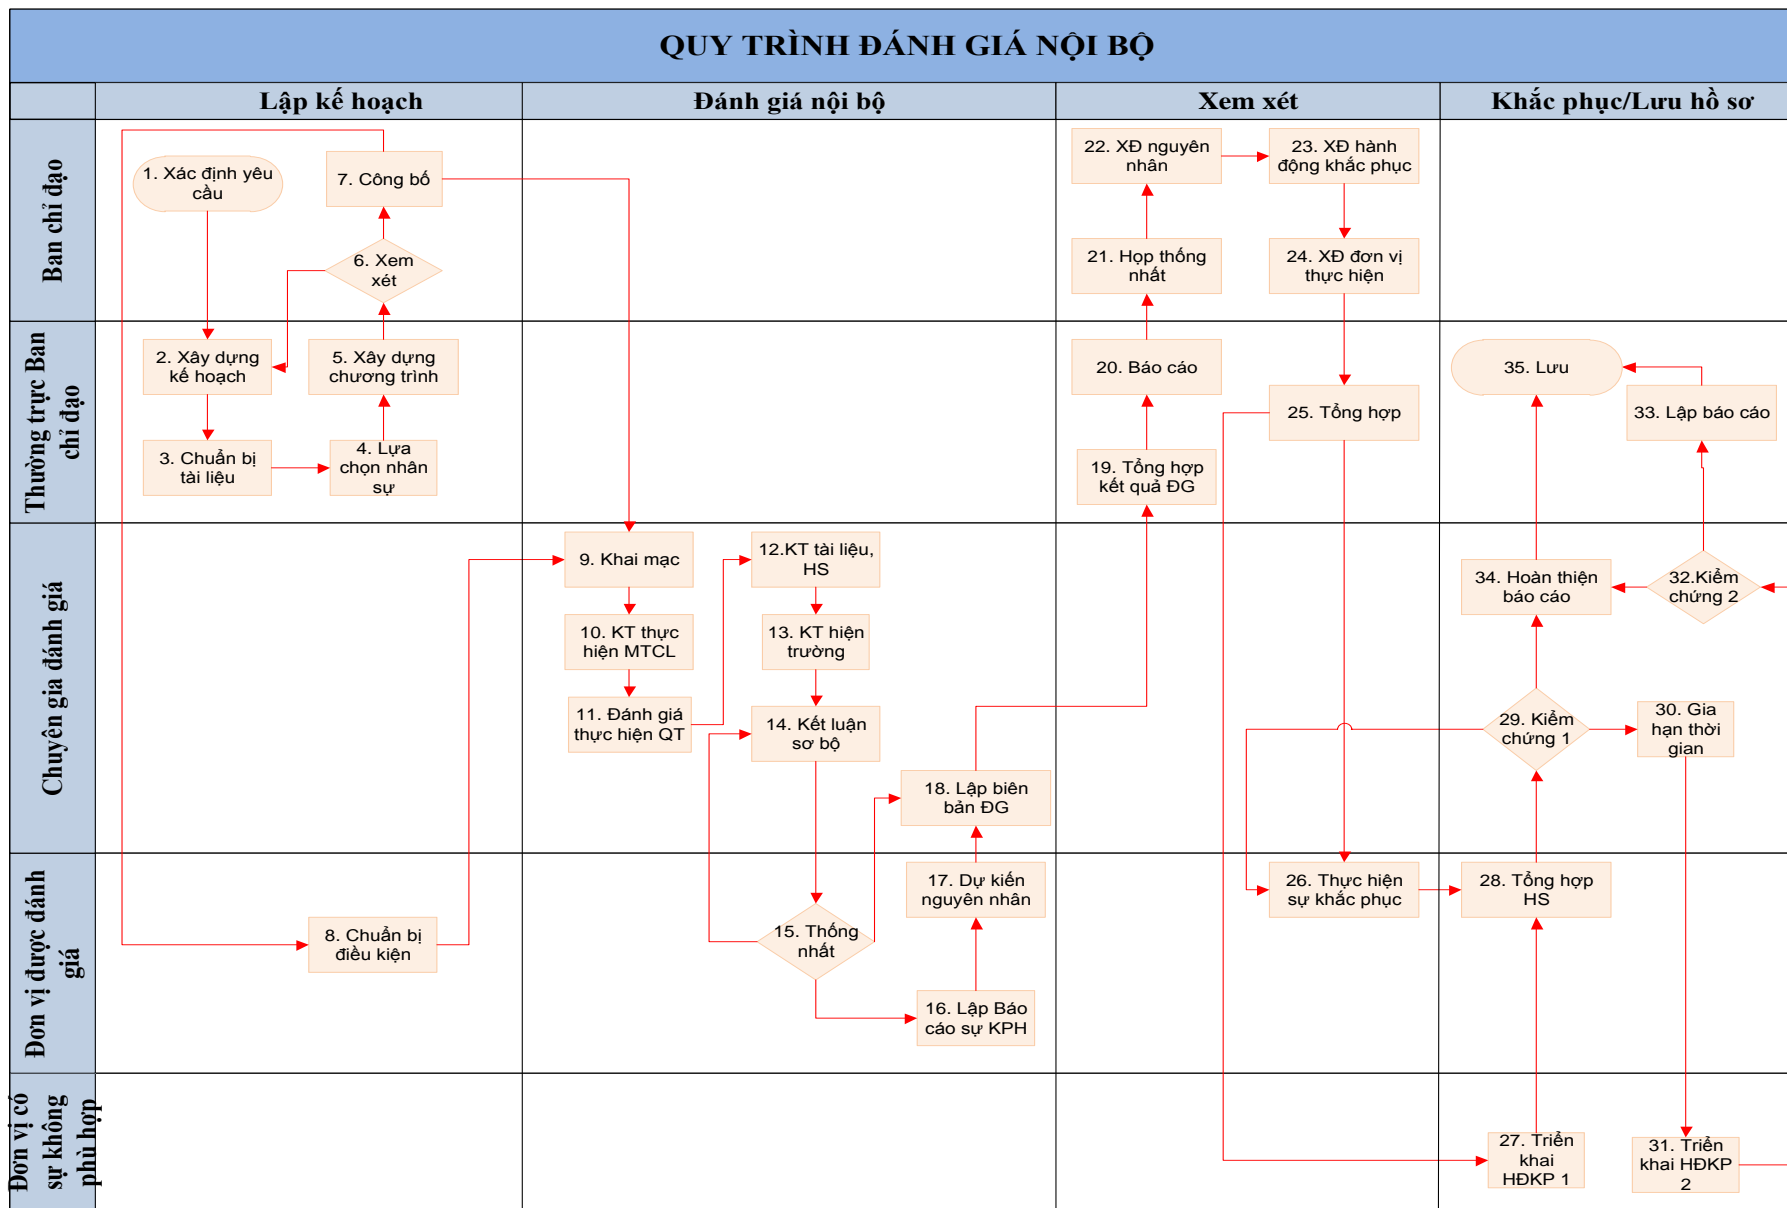 QUY TRÌNH ĐÁNH GIÁ NỘI BỘ
Lập kế hoạch
Đánh giá nội bộ
Xem xét
Khắc phục/Lưu hồ sơ
Ban chỉ đạo
1. Xác định yêu
cầu
7. Công bố
6. Xem
xét
22. XĐ nguyên
nhân
23. XĐ hành
động khắc phục
21. Họp thống
nhất
24. XĐ đơn vị
thực hiện
Thường trực Ban
chỉ đạo
2. Xây dựng
kế hoạch
5. Xây dựng
chương trình
3. Chuẩn bị
tài liệu
4. Lựa
chọn nhân
sự
20. Báo cáo
25. Tổng hợp
19. Tổng hợp
kết quả ĐG
35. Lưu
33. Lập báo cáo
Chuyên gia đánh giá
9. Khai mạc
12.KT tài liệu,
HS
10. KT thực
hiện MTCL
13. KT hiện
trường
11. Đánh giá
thực hiện QT
14. Kết luận
sơ bộ
18. Lập biên
bản ĐG
34. Hoàn thiện
báo cáo
32.Kiểm
chứng 2
29. Kiểm
chứng 1
30. Gia
hạn thời
gian
Đơn vị được đánh
giá
8. Chuẩn bị
điều kiện
15. Thống
nhất
17. Dự kiến
nguyên nhân
16. Lập Báo
cáo sự KPH
26. Thực hiện
sự khắc phục
28. Tổng hợp
HS
Đơn vị có
sự không
phù hợp
27. Triển
khai HĐKP 1
31. Triển
khai HĐKP
2